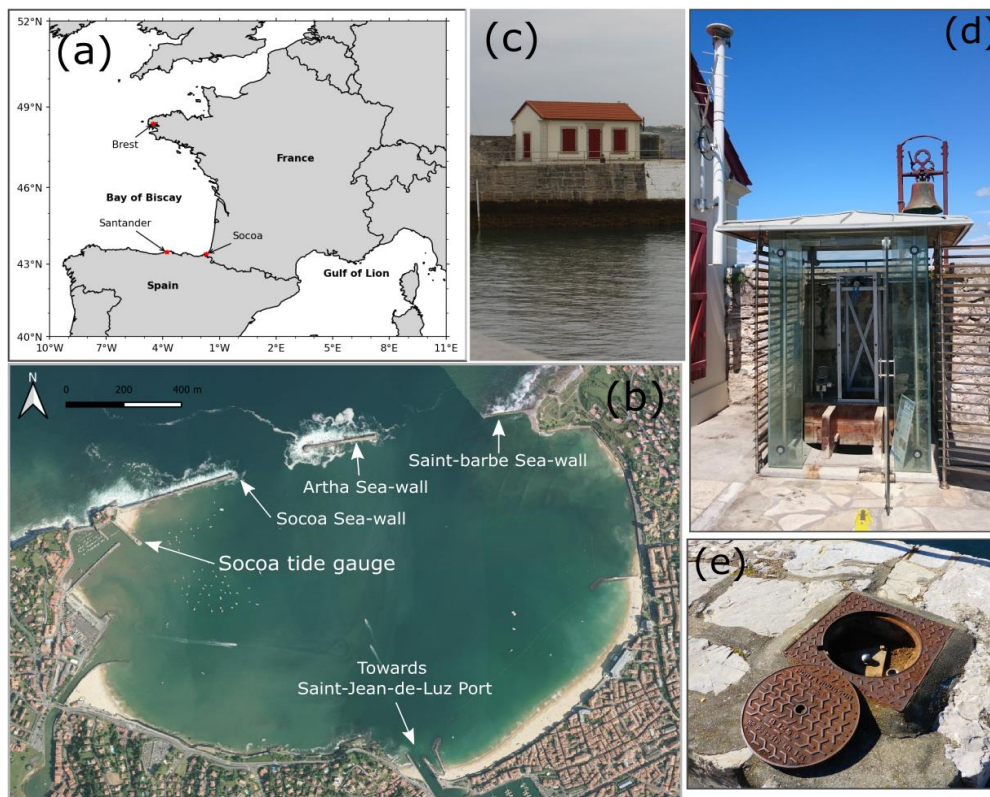 (a)
52°N
49°N
46°N
43°N
40°N
10°W
7°W
4°W
1°W
2°E
5°E
8°E
11°E
Brest
France
Bay of Biscay
Santander
Socoa
Spain
Gulf of Lion
(c)
(d)
N
0 200 400 m
(b)
Saint-barbe Sea-wall
Artha Sea-wall
Socoa Sea-wall
Socoa tide gauge
Towards
Saint-Jean-de-Luz Port
(e)